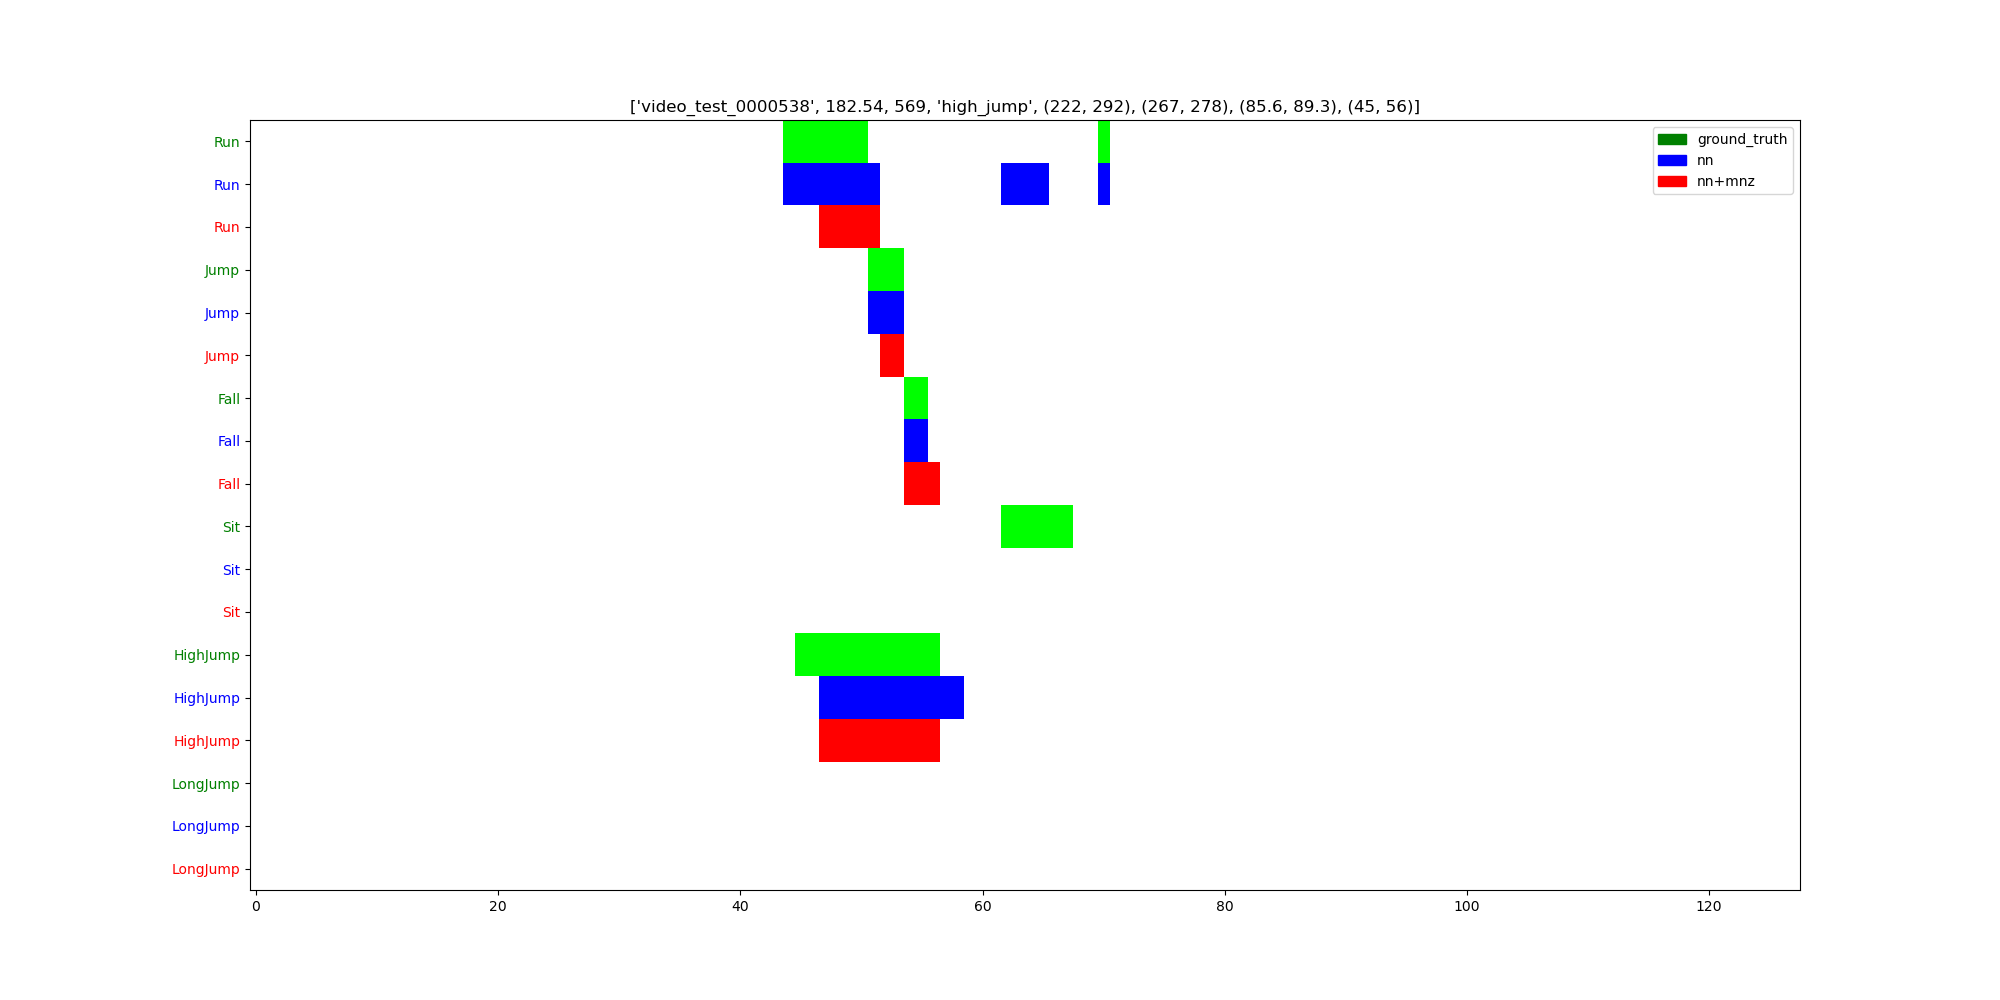 ['video_test_0000538', 182.54, 569, 'high_jump', (222, 292), (267, 278), (85.6, 89.3), (45, 56)]
ground_truth
nn
nn+mnz
Run
Run
Run
Jump
Jump
Jump
Fall
Fall
Fall
Sit
Sit
Sit
HighJump
HighJump
HighJump
LongJump
LongJump
LongJump
0 20 40 60 80 100 120